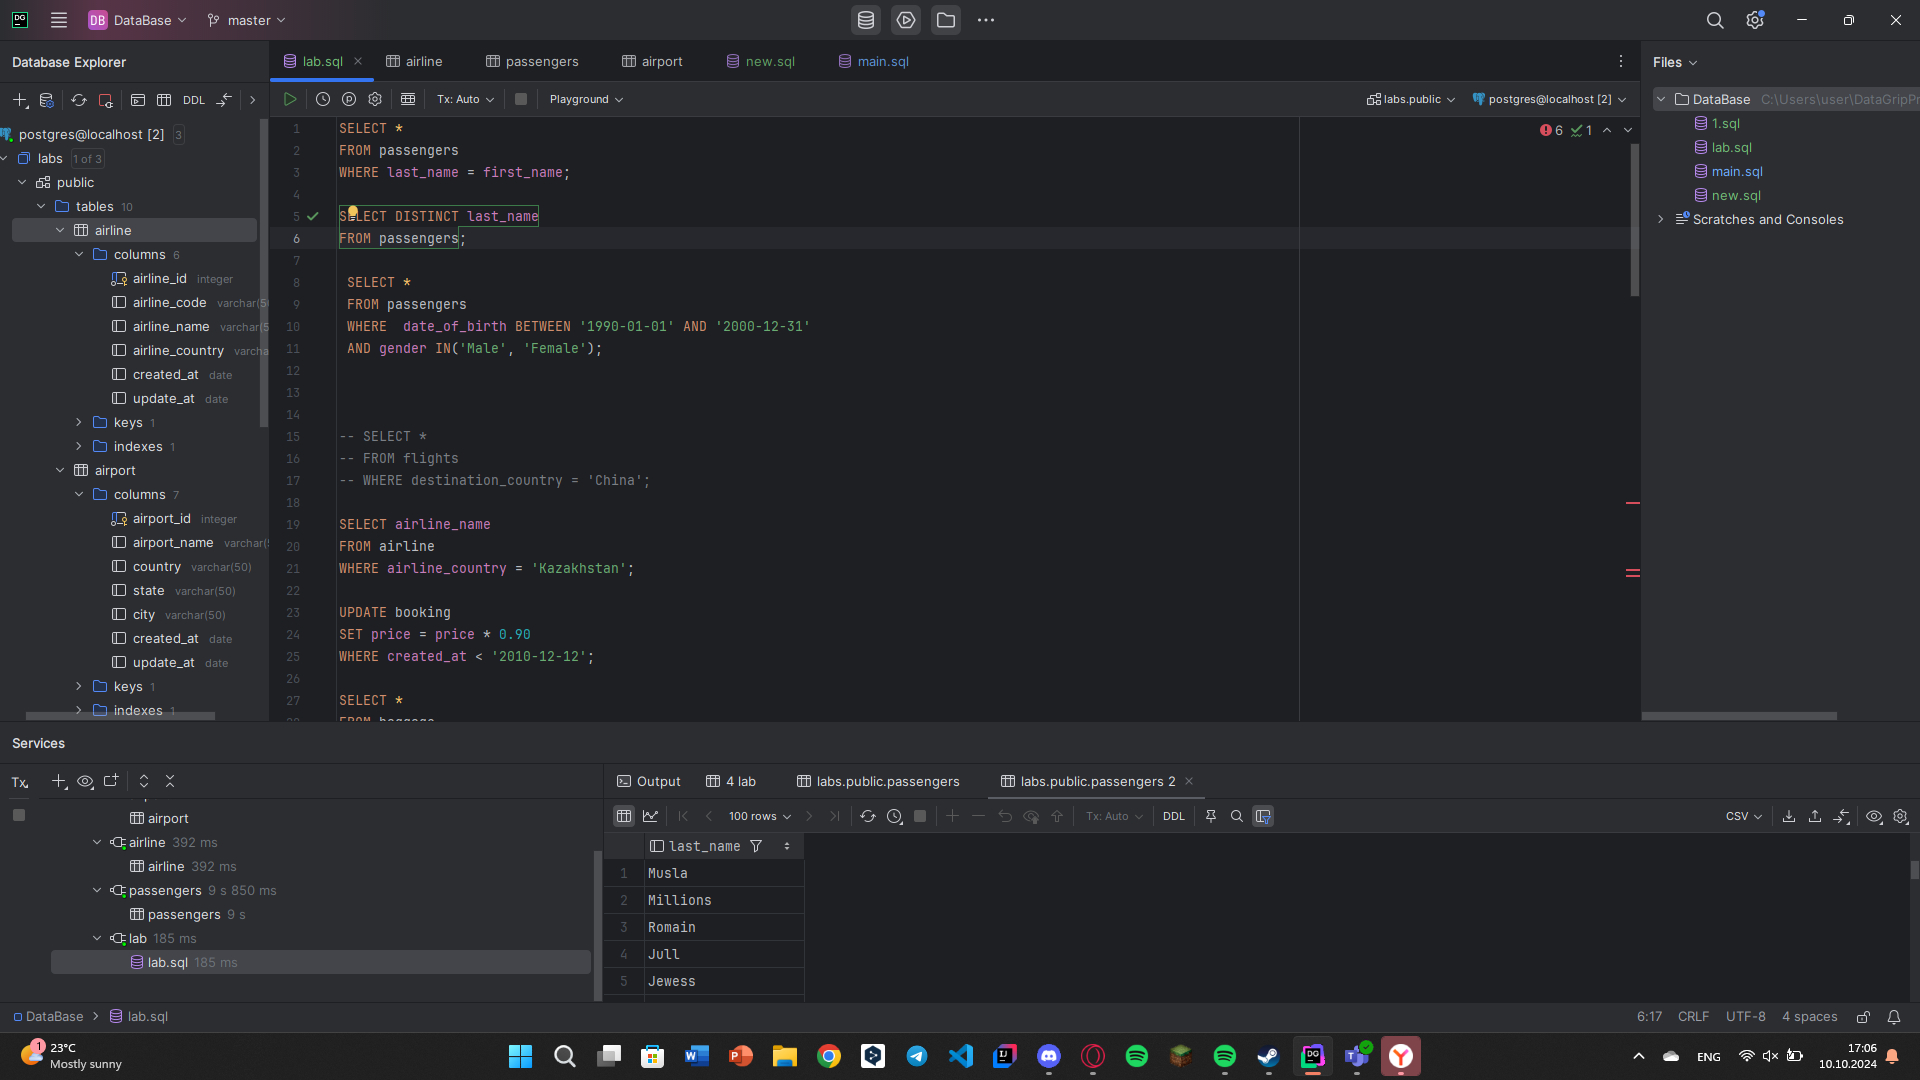 DG
DB DataBase
master
Database Explorer
lab.sql
airline
passengers
airport
new.sql
main.sql
Files
DDL
Tx: Auto
Playground
labs.public
postgres@localhost [2]
postgres@localhost [2] 3
labs 1 of 3
public
tables 10
airline
columns 6
airline_id integer
airline_code varchar(50
airline_name varchar(5
airline_country varcha
created_at date
update_at date
keys 1
indexes 1
airport
columns 7
airport_id integer
airport_name varchar(
country varchar(50)
state varchar(50)
city varchar(50)
created_at date
update_at date
keys 1
indexes 1
1 SELECT *
2 FROM passengers
3 WHERE last_name = first_name;
4
5 SELECT DISTINCT last_name
6 FROM passengers;
7
8 SELECT *
9 FROM passengers
10 WHERE  date_of_birth BETWEEN '1990-01-01' AND '2000-12-31'
11 AND gender IN('Male', 'Female');
12
13
14
15 -- SELECT *
16 -- FROM flights
17 -- WHERE destination_country = 'China';
18
19 SELECT airline_name
20 FROM airline
21 WHERE airline_country = 'Kazakhstan';
22
23 UPDATE booking
24 SET price = price * 0.90
25 WHERE created_at < '2010-12-12';
26
27 SELECT *
6 1
DataBase C:\Users\user\DataGripPr
1.sql
lab.sql
main.sql
new.sql
Scratches and Consoles
Services
Tx
airport
airline 392 ms
airline 392 ms
passengers 9 s 850 ms
passengers 9 s
lab 185 ms
lab.sql 185 ms
Output
4 lab
labs.public.passengers
labs.public.passengers 2
100 rows
Tx: Auto
DDL
CSV
last_name
1 Musla
2 Millions
3 Romain
4 Jull
5 Jewess
DataBase > lab.sql
6:17 CRLF UTF-8 4 spaces
1
23°C
Mostly sunny
ENG
17:06
10.10.2024